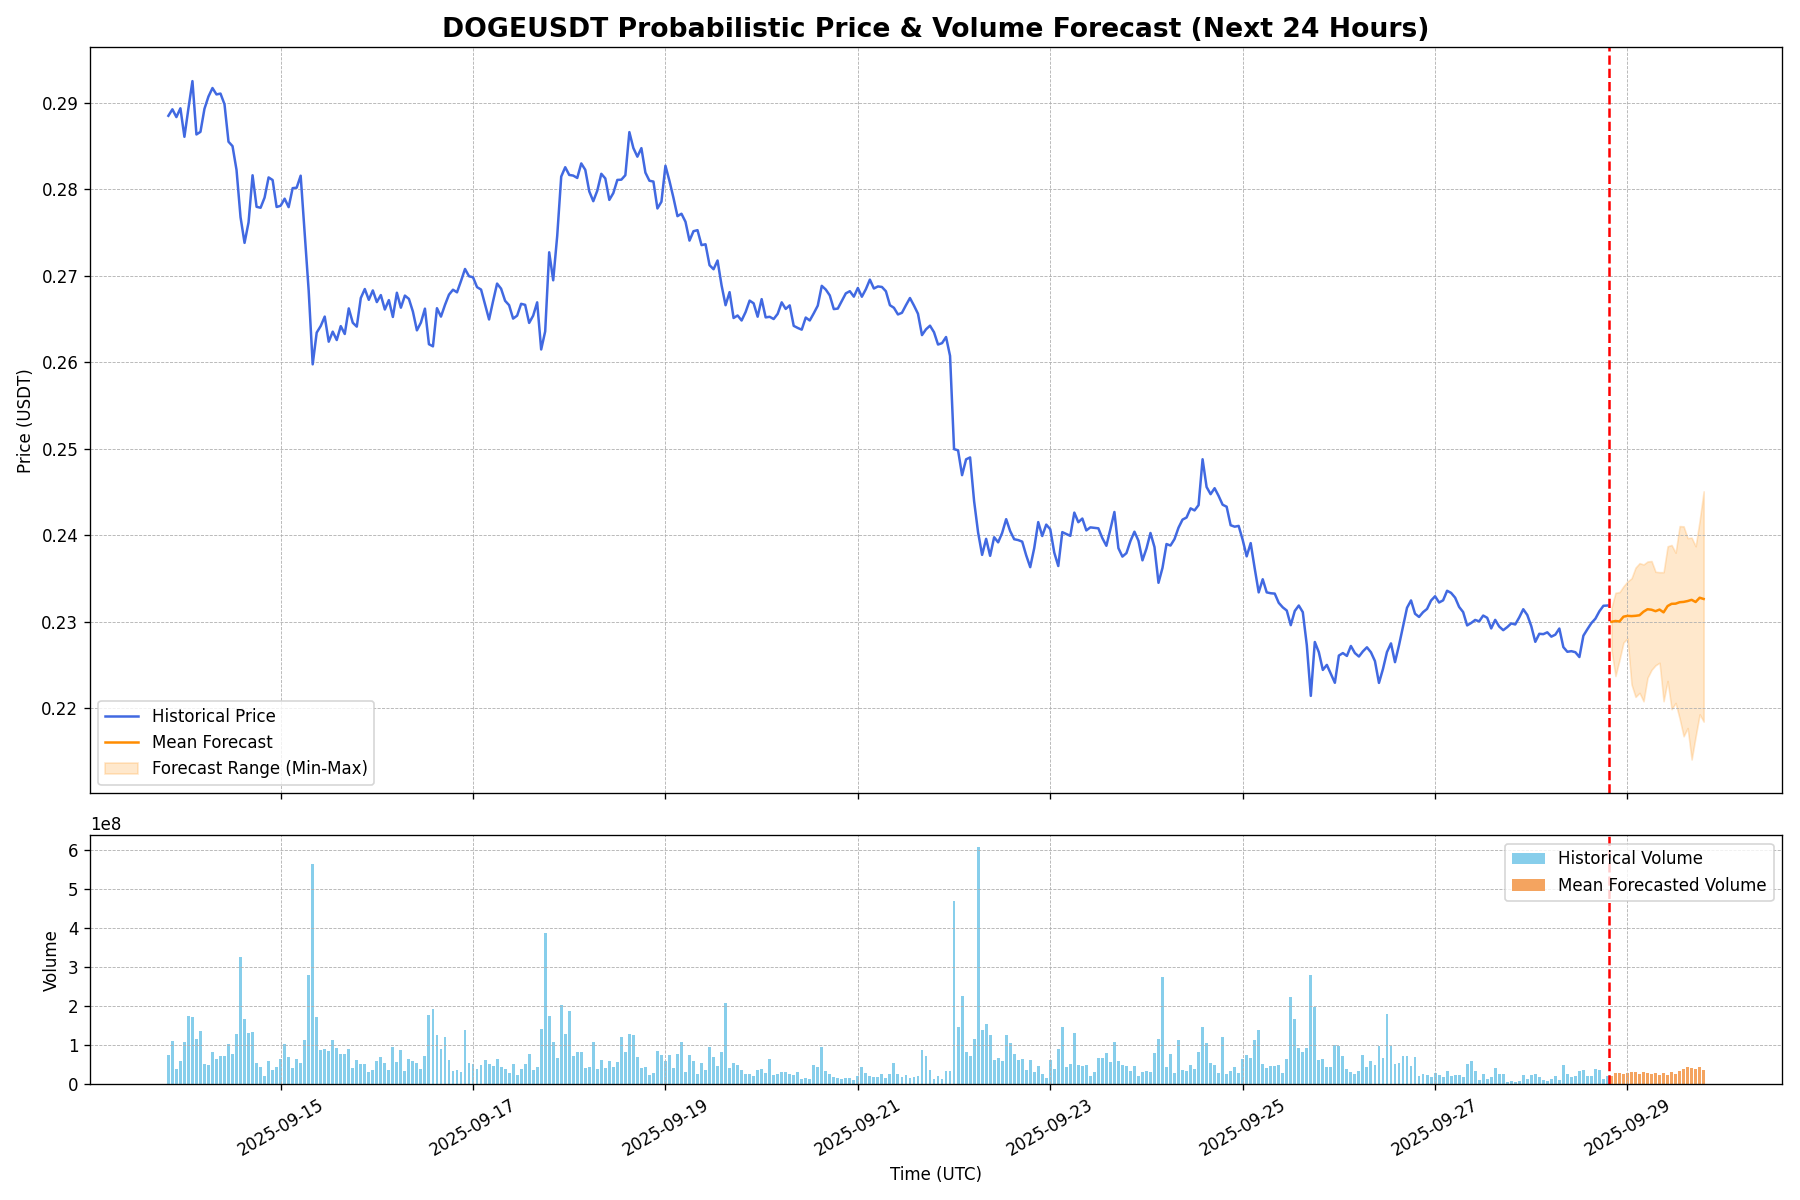 DOGEUSDT Probabilistic Price & Volume Forecast (Next 24 Hours)
Price (USDT)
0.29
0.28
0.27
0.26
0.25
0.24
0.23
0.22
Historical Price
Mean Forecast
Forecast Range (Min-Max)
1e8
Volume
6
5
4
3
2
1
0
Historical Volume
Mean Forecasted Volume
2025-09-15
2025-09-17
2025-09-19
2025-09-21
2025-09-23
2025-09-25
2025-09-27
2025-09-29
Time (UTC)